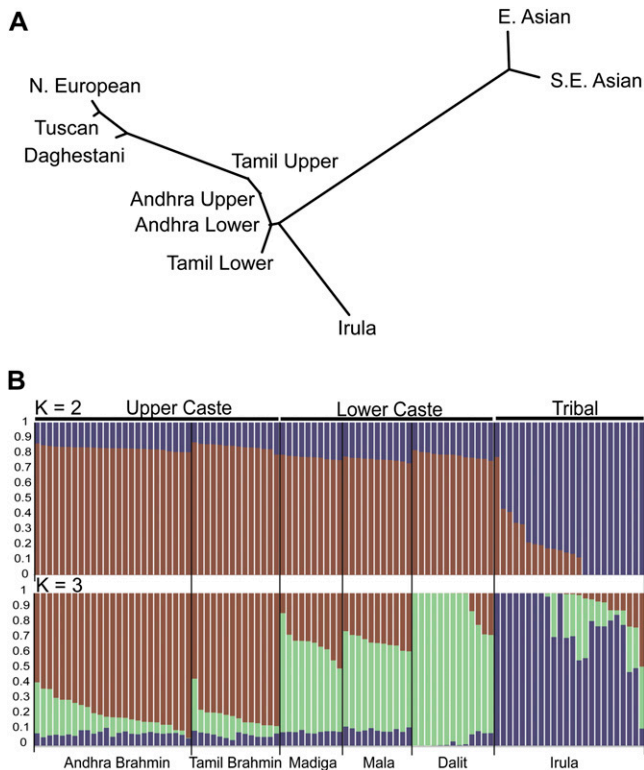 A
E. Asian
N. European
S.E. Asian
Tuscan
Daghestani
Tamil Upper
Andhra Upper
Andhra Lower
Tamil Lower
Irula
B
K = 2 Upper Caste Lower Caste Tribal
1
0.9
0.8
0.7
0.6
0.5
0.4
0.3
0.2
0.1
0
K = 3
1
0.9
0.8
0.7
0.6
0.5
0.4
0.3
0.2
0.1
0
Andhra Brahmin Tamil Brahmin Madiga Mala Dalit Irula